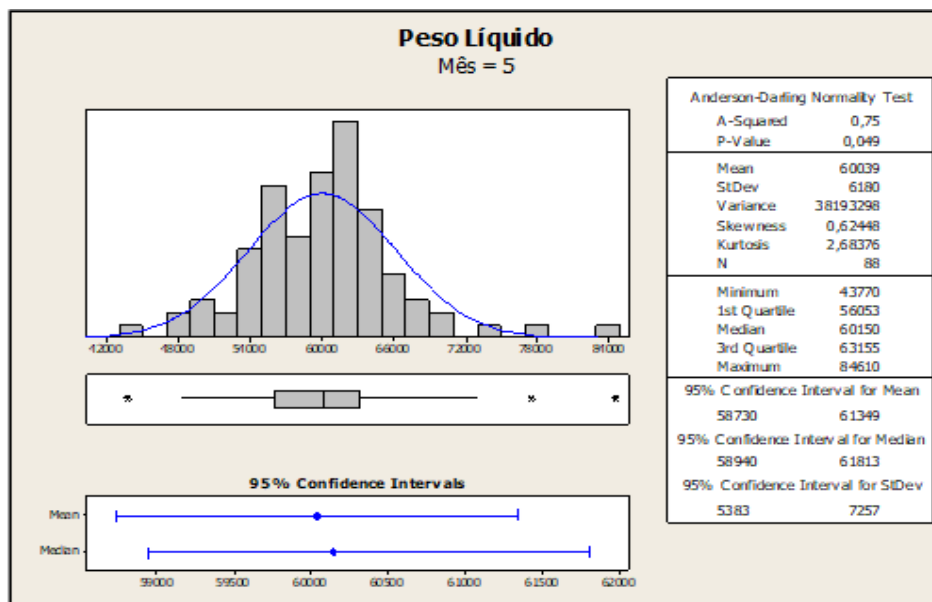 Peso Líquido
Mês = 5
42000 48000 54000 60000 66000 72000 78000 84000
95% Confidence Intervals
Mean
Median
59000 59500 60000 60500 61000 61500 62000
Anderson-Darling Normality Test
A-Squared 0,75
P-Value 0,049
Mean 60039
StDev 6180
Variance 38193298
Skewness 0,62448
Kurtosis 2,68376
N 88
Minimum 43770
1st Quartile 56053
Median 60150
3rd Quartile 63155
Maximum 84610
95% Confidence Interval for Mean
58730 61349
95% Confidence Interval for Median
58940 61813
95% Confidence Interval for StDev
5383 7257